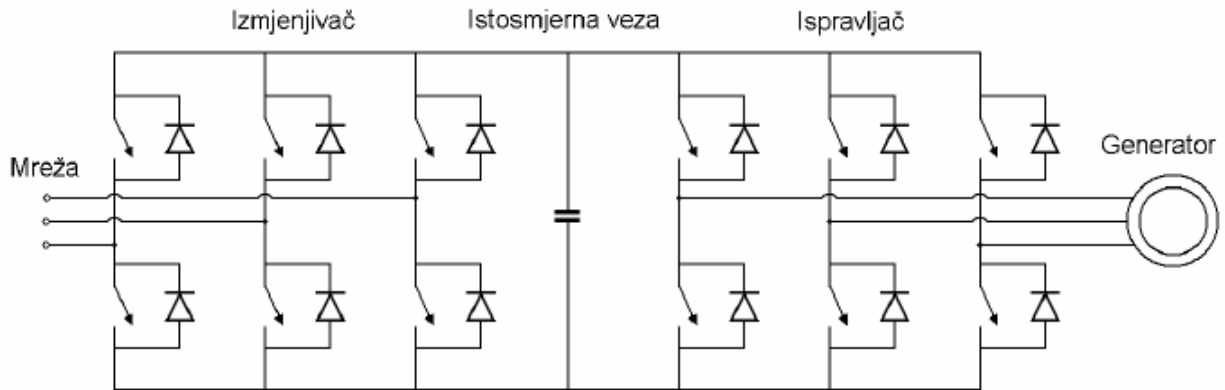 Izmjenjivač
Istosmjerna veza
Ispravljač
Mreža
Generator